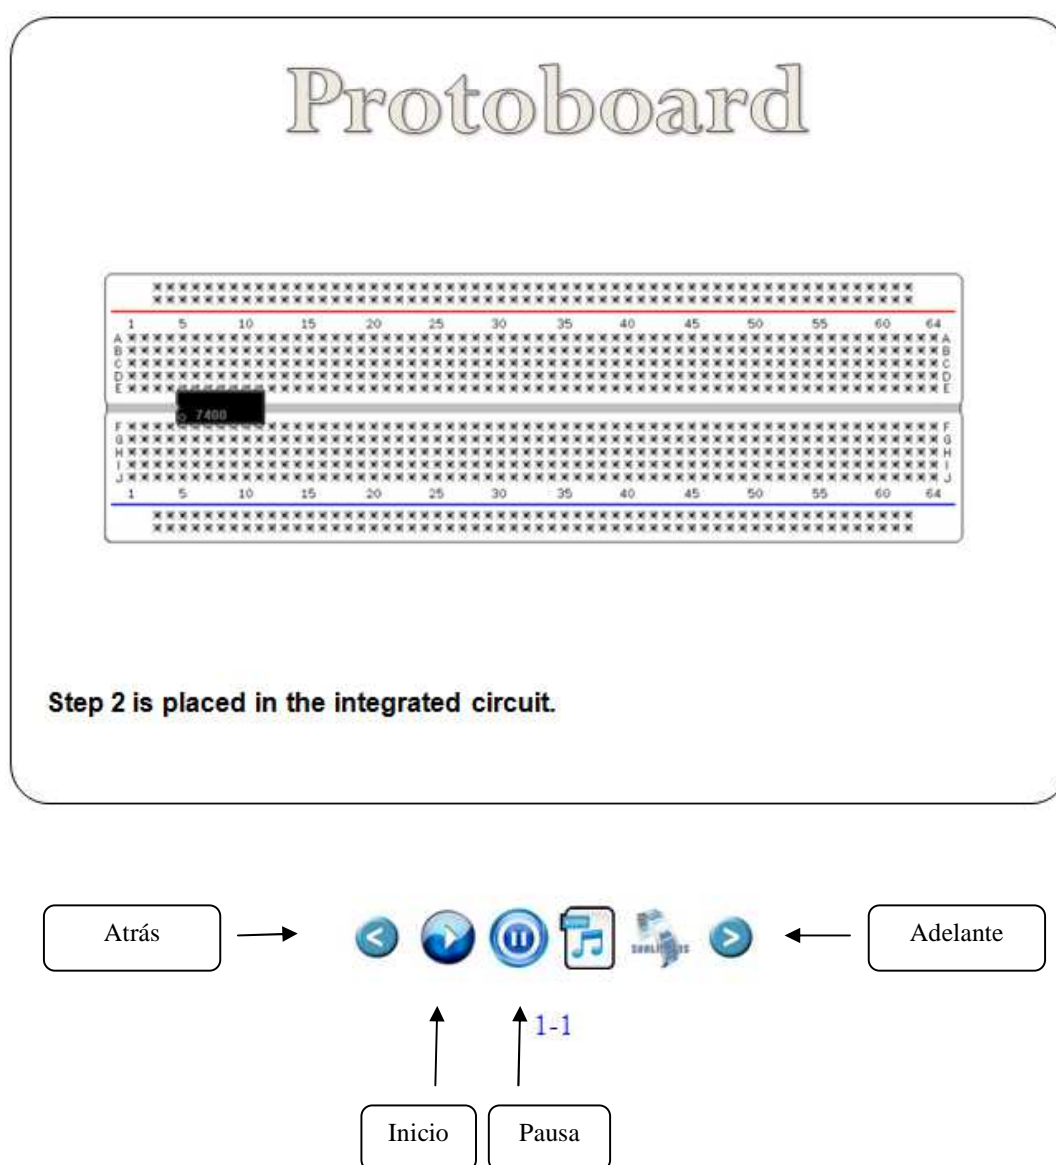 Protoboard
1 5 10 15 20 25 30 35 40 45 50 55 60 64
A A
B B
C C
D D
E E
7400
F F
G G
H H
I I
J J
1 5 10 15 20 25 30 35 40 45 50 55 60 64
Step 2 is placed in the integrated circuit.
Atrás
Adelante
1-1
Inicio Pausa